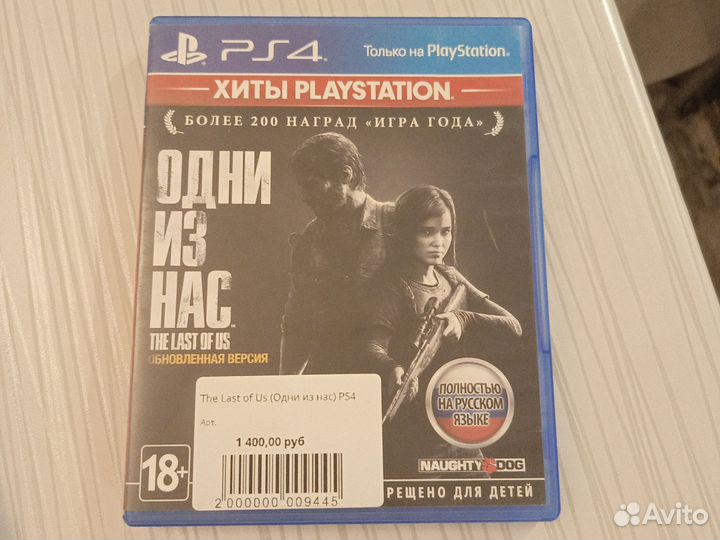 PS4
Только на PlayStation
ХИТЫ PLAYSTATION
БОЛЕЕ 200 НАГРАД «ИГРА ГОДА»
ОДНИ
ИЗ
НАС
THE LAST OF US
ОБНОВЛЕННАЯ ВЕРСИЯ
The Last of Us (Одни из нас) PS4
Арт.
1 400,00 руб
2 000000 009445
ПОЛНОСТЬЮ
НА РУССКОМ
ЯЗЫКЕ
18+
NAUGHTY DOG
РЕЩЕНО ДЛЯ ДЕТЕЙ
Avito